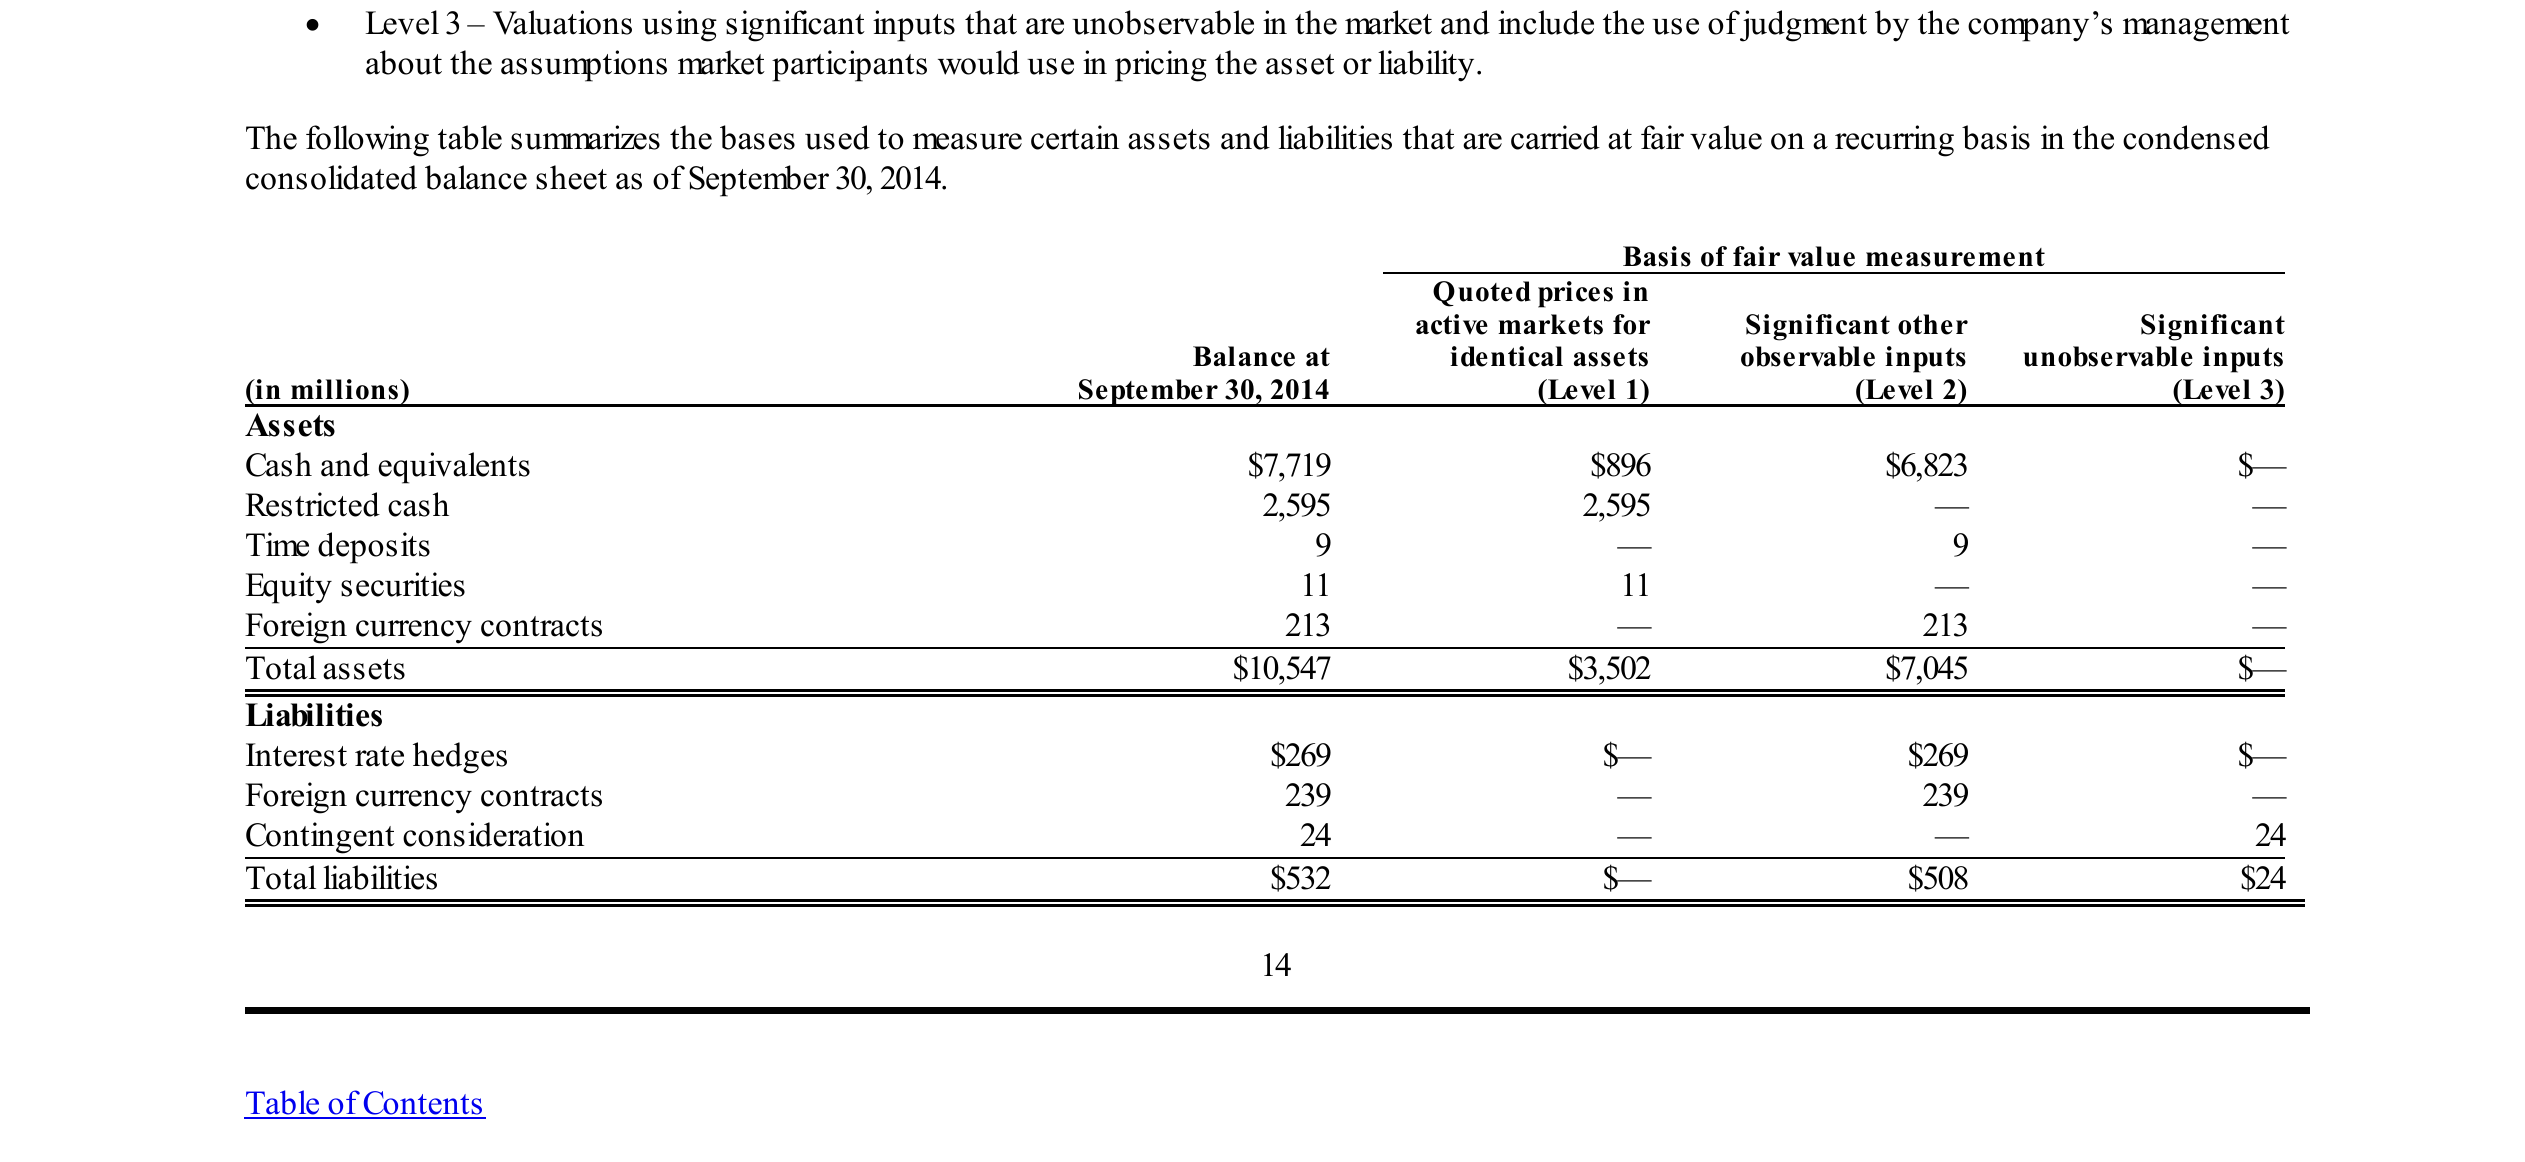 • Level 3 – Valuations using significant inputs that are unobservable in the market and include the use of judgment by the company’s management
about the assumptions market participants would use in pricing the asset or liability.
The following table summarizes the bases used to measure certain assets and liabilities that are carried at fair value on a recurring basis in the condensed
consolidated balance sheet as of September 30, 2014.
Basis of fair value measurement
Quoted prices in
active markets for Significant other Significant
Balance at identical assets observable inputs unobservable inputs
(in millions) September 30, 2014 (Level 1) (Level 2) (Level 3)
Assets
Cash and equivalents $7,719 $896 $6,823 $—
Restricted cash 2,595 2,595 — —
Time deposits 9 — 9 —
Equity securities 11 11 — —
Foreign currency contracts 213 — 213 —
Total assets $10,547 $3,502 $7,045 $—
Liabilities
Interest rate hedges $269 $— $269 $—
Foreign currency contracts 239 — 239 —
Contingent consideration 24 — — 24
Total liabilities $532 $— $508 $24
14
Table of Contents